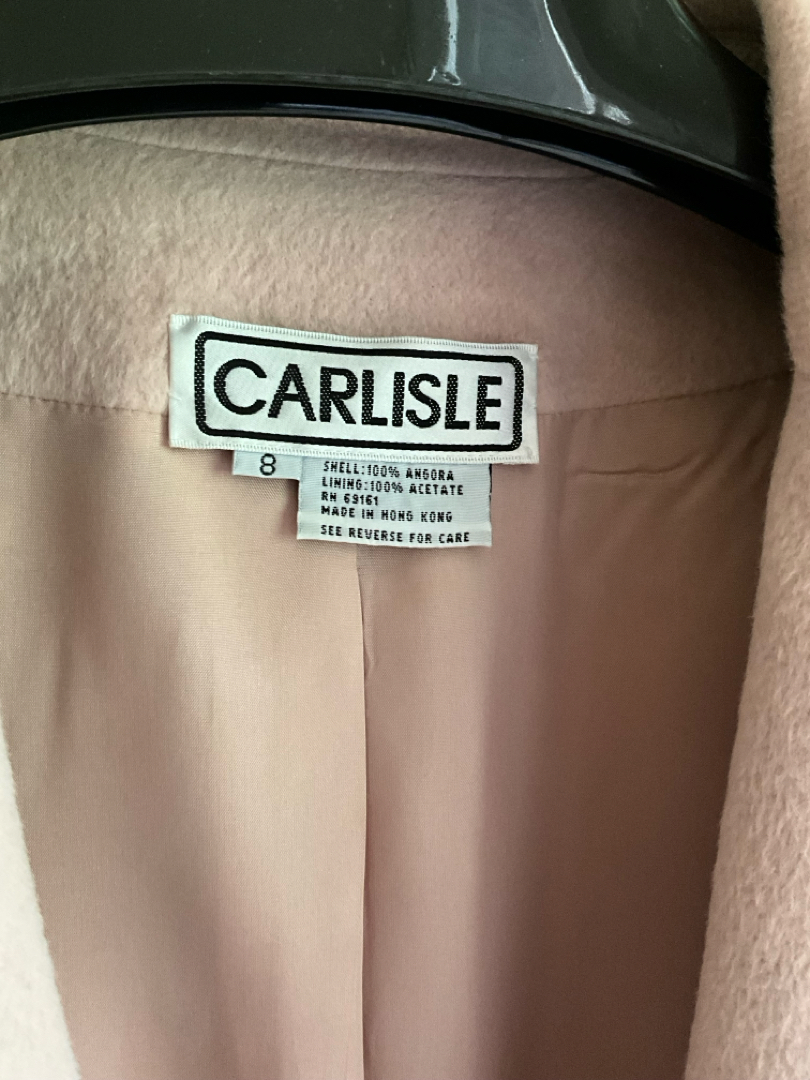 CARLISLE
8
SHELL:100% ANGORA
LINING:100% ACETATE
RN 69161
MADE IN HONG KONG
SEE REVERSE FOR CARE